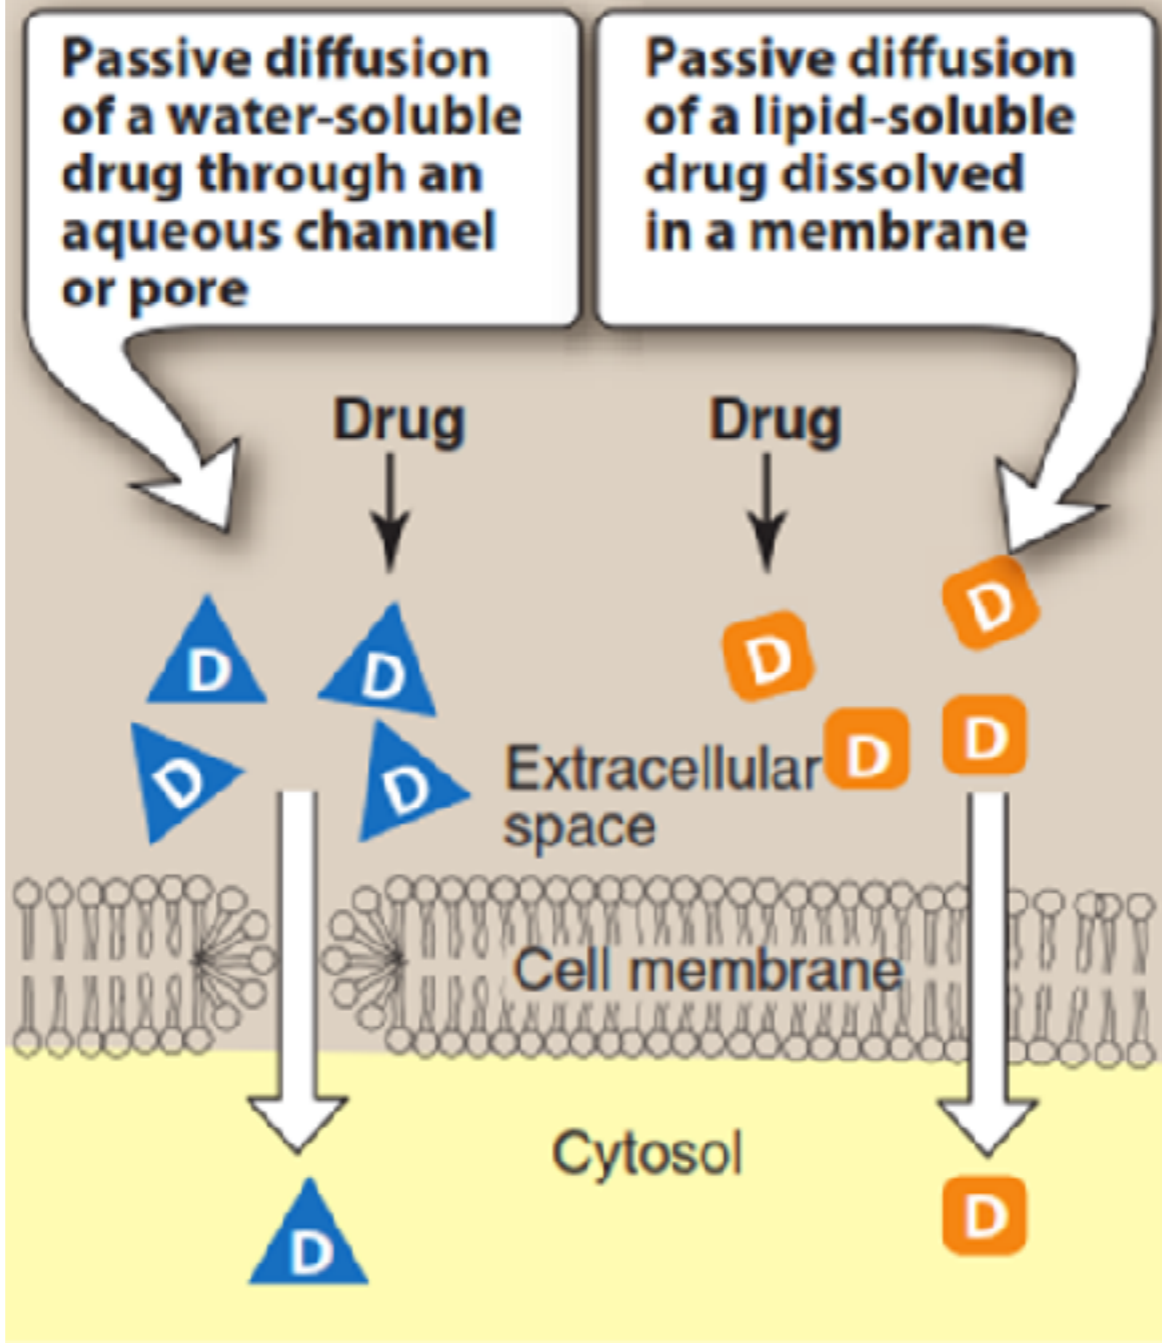 Passive diffusion
of a water-soluble
drug through an
aqueous channel
or pore
Passive diffusion
of a lipid-soluble
drug dissolved
in a membrane
Drug
Drug
D
D
D
D
D
D
D
D
Extracellular
space
Cell membrane
Cytosol
D
D